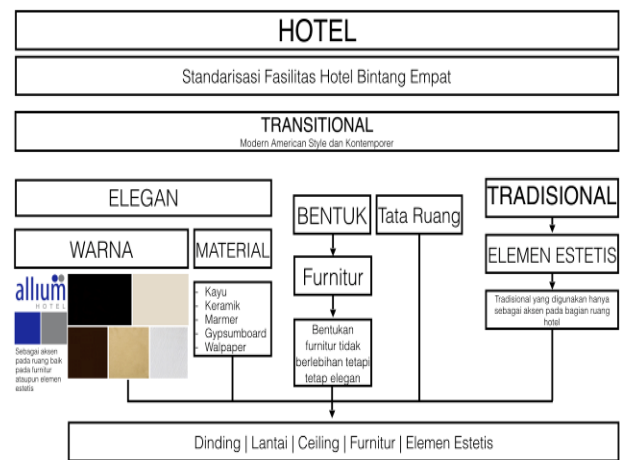 HOTEL
Standarisasi Fasilitas Hotel Bintang Empat
TRANSITIONAL
Modern American Style dan Kontemporer
ELEGAN
WARNA
MATERIAL
allium
HOTEL
Sebagai aksen
pada ruang baik
pada furnitur
ataupun elemen
estetis
- Kayu
- Keramik
- Marmer
- Gypsumboard
- Walpaper
BENTUK
Furnitur
Bentukan
furnitur tidak
berlebihan tetapi
tetap elegan
Tata Ruang
TRADISIONAL
ELEMEN ESTETIS
Tradisional yang digunakan hanya
sebagai aksen pada bagian ruang
hotel
Dinding | Lantai | Ceiling | Furnitur | Elemen Estetis